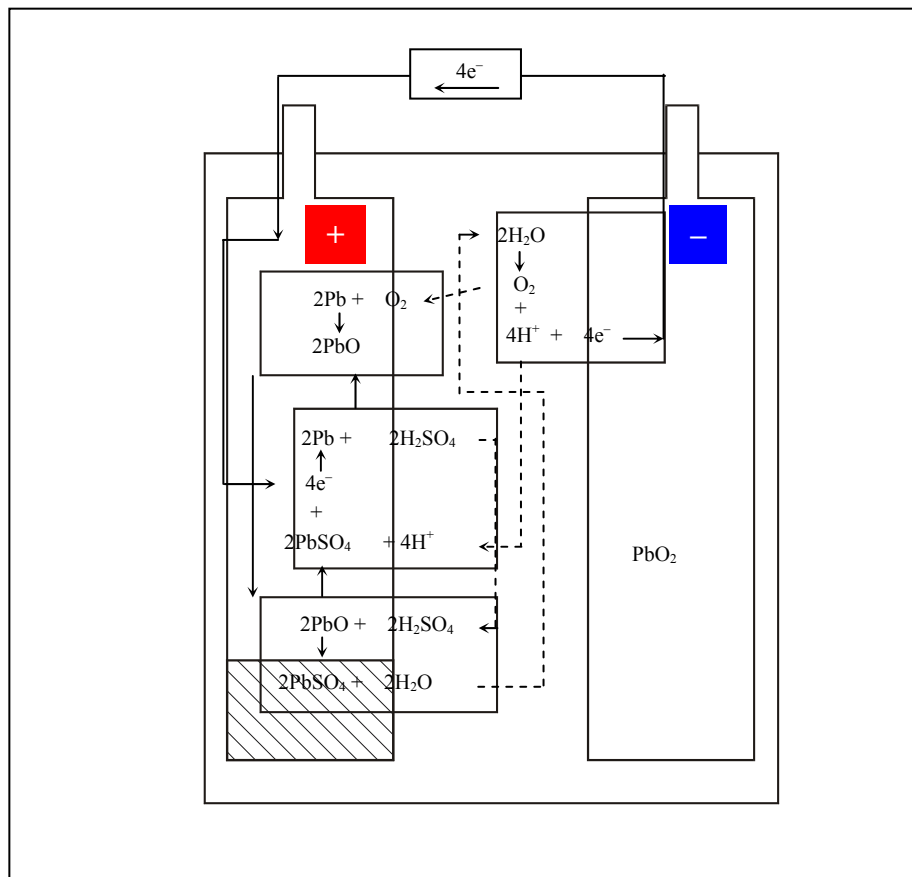 4e⁻
+
−
2H₂O
O₂
+
4H⁺ + 4e⁻
2Pb + O₂
2PbO
2Pb + 2H₂SO₄
4e⁻
+
2PbSO₄ + 4H⁺
PbO₂
2PbO + 2H₂SO₄
2PbSO₄ + 2H₂O